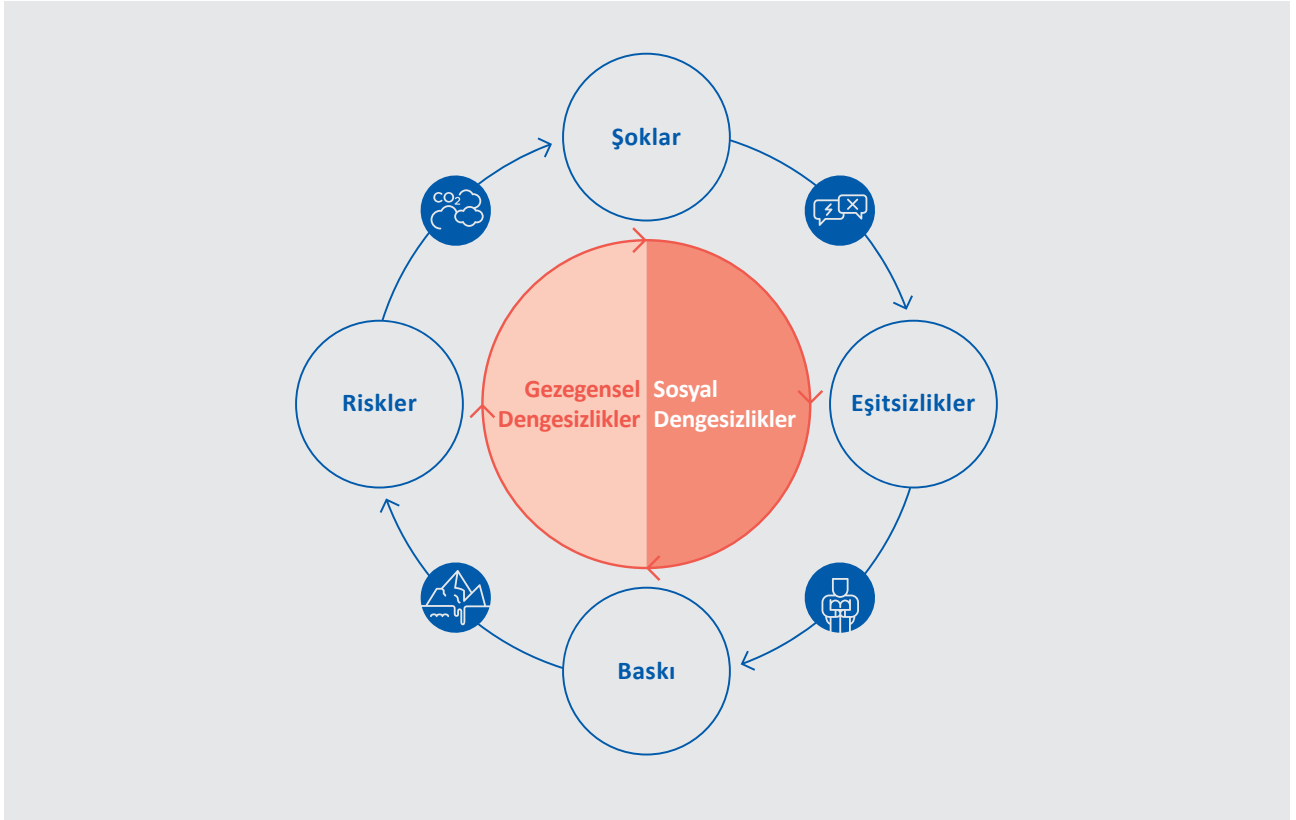 Şoklar
CO₂
Riskler
Gezegensel
Dengesizlikler
Sosyal
Dengesizlikler
Eşitsizlikler
Baskı